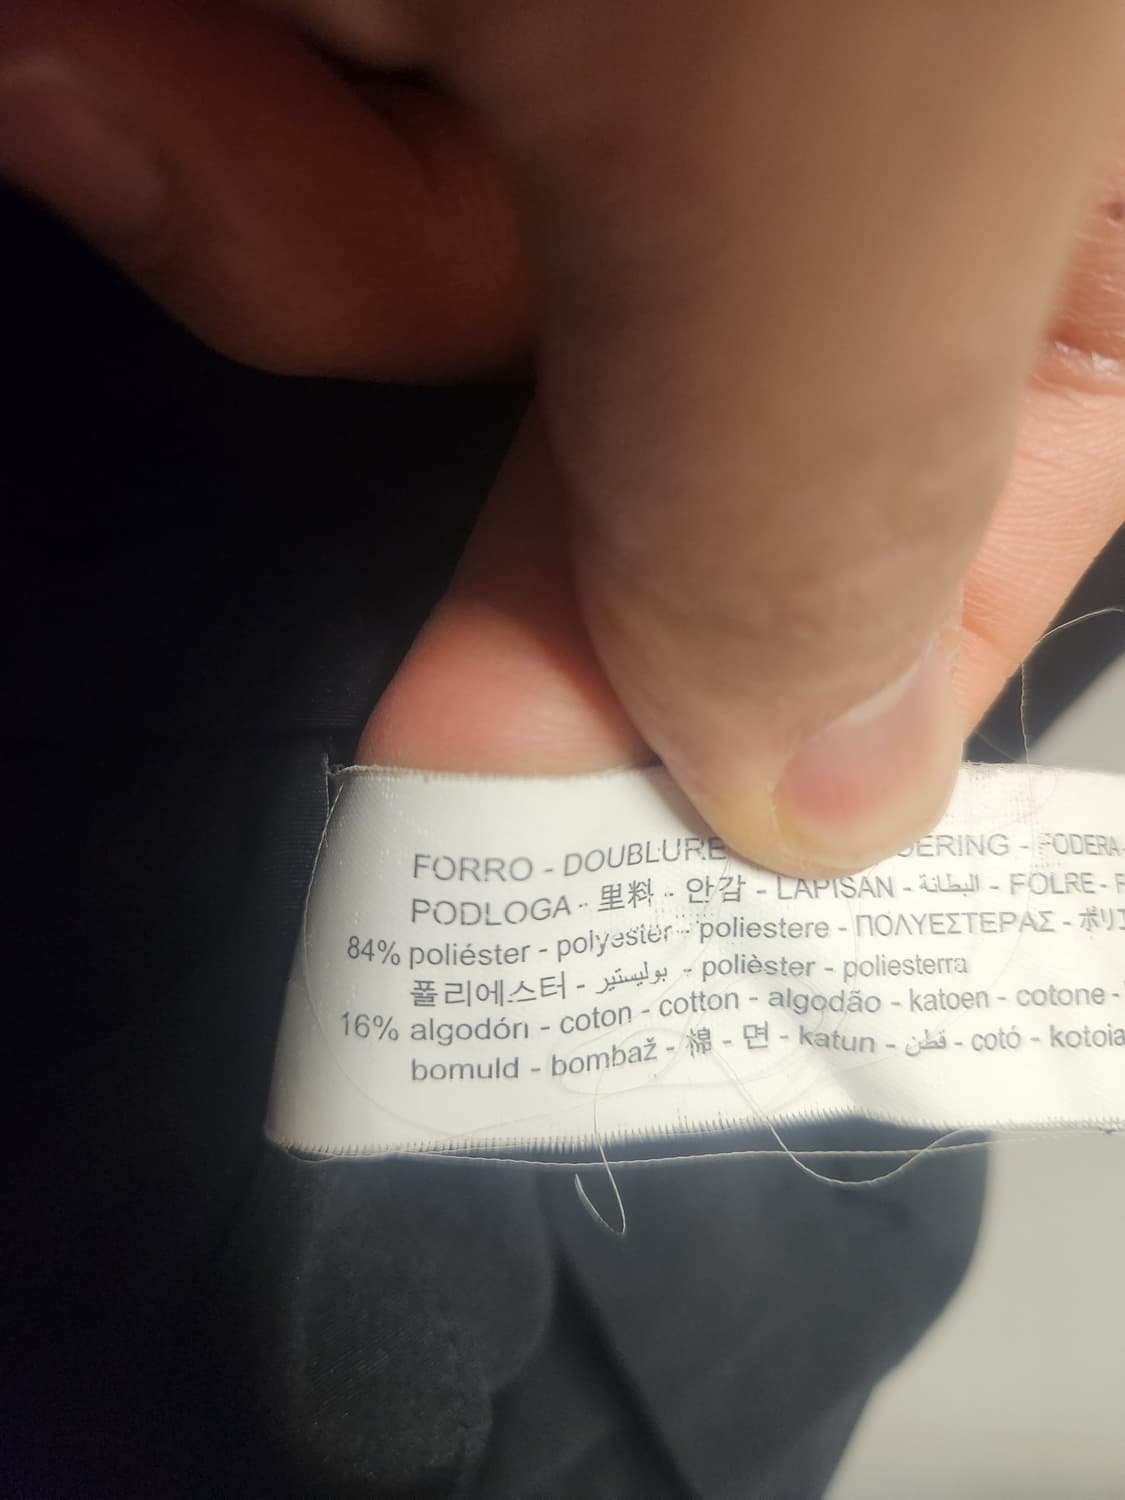 FORRO - DOUBLURE - FODERA -
PODLOGA - 里料 - 안감 - LAPISAN - البطانة - FOLRE -
84% poliéster - polyester - poliestere - ΠΟΛΥΕΣΤΕΡΑΣ -
폴리에스터 - بوليستير - polièster - poliesterra
16% algodón - coton - cotton - algodão - katoen - cotone -
bomuld - bombaž - 棉 - 면 - katun - قطن - cotó -